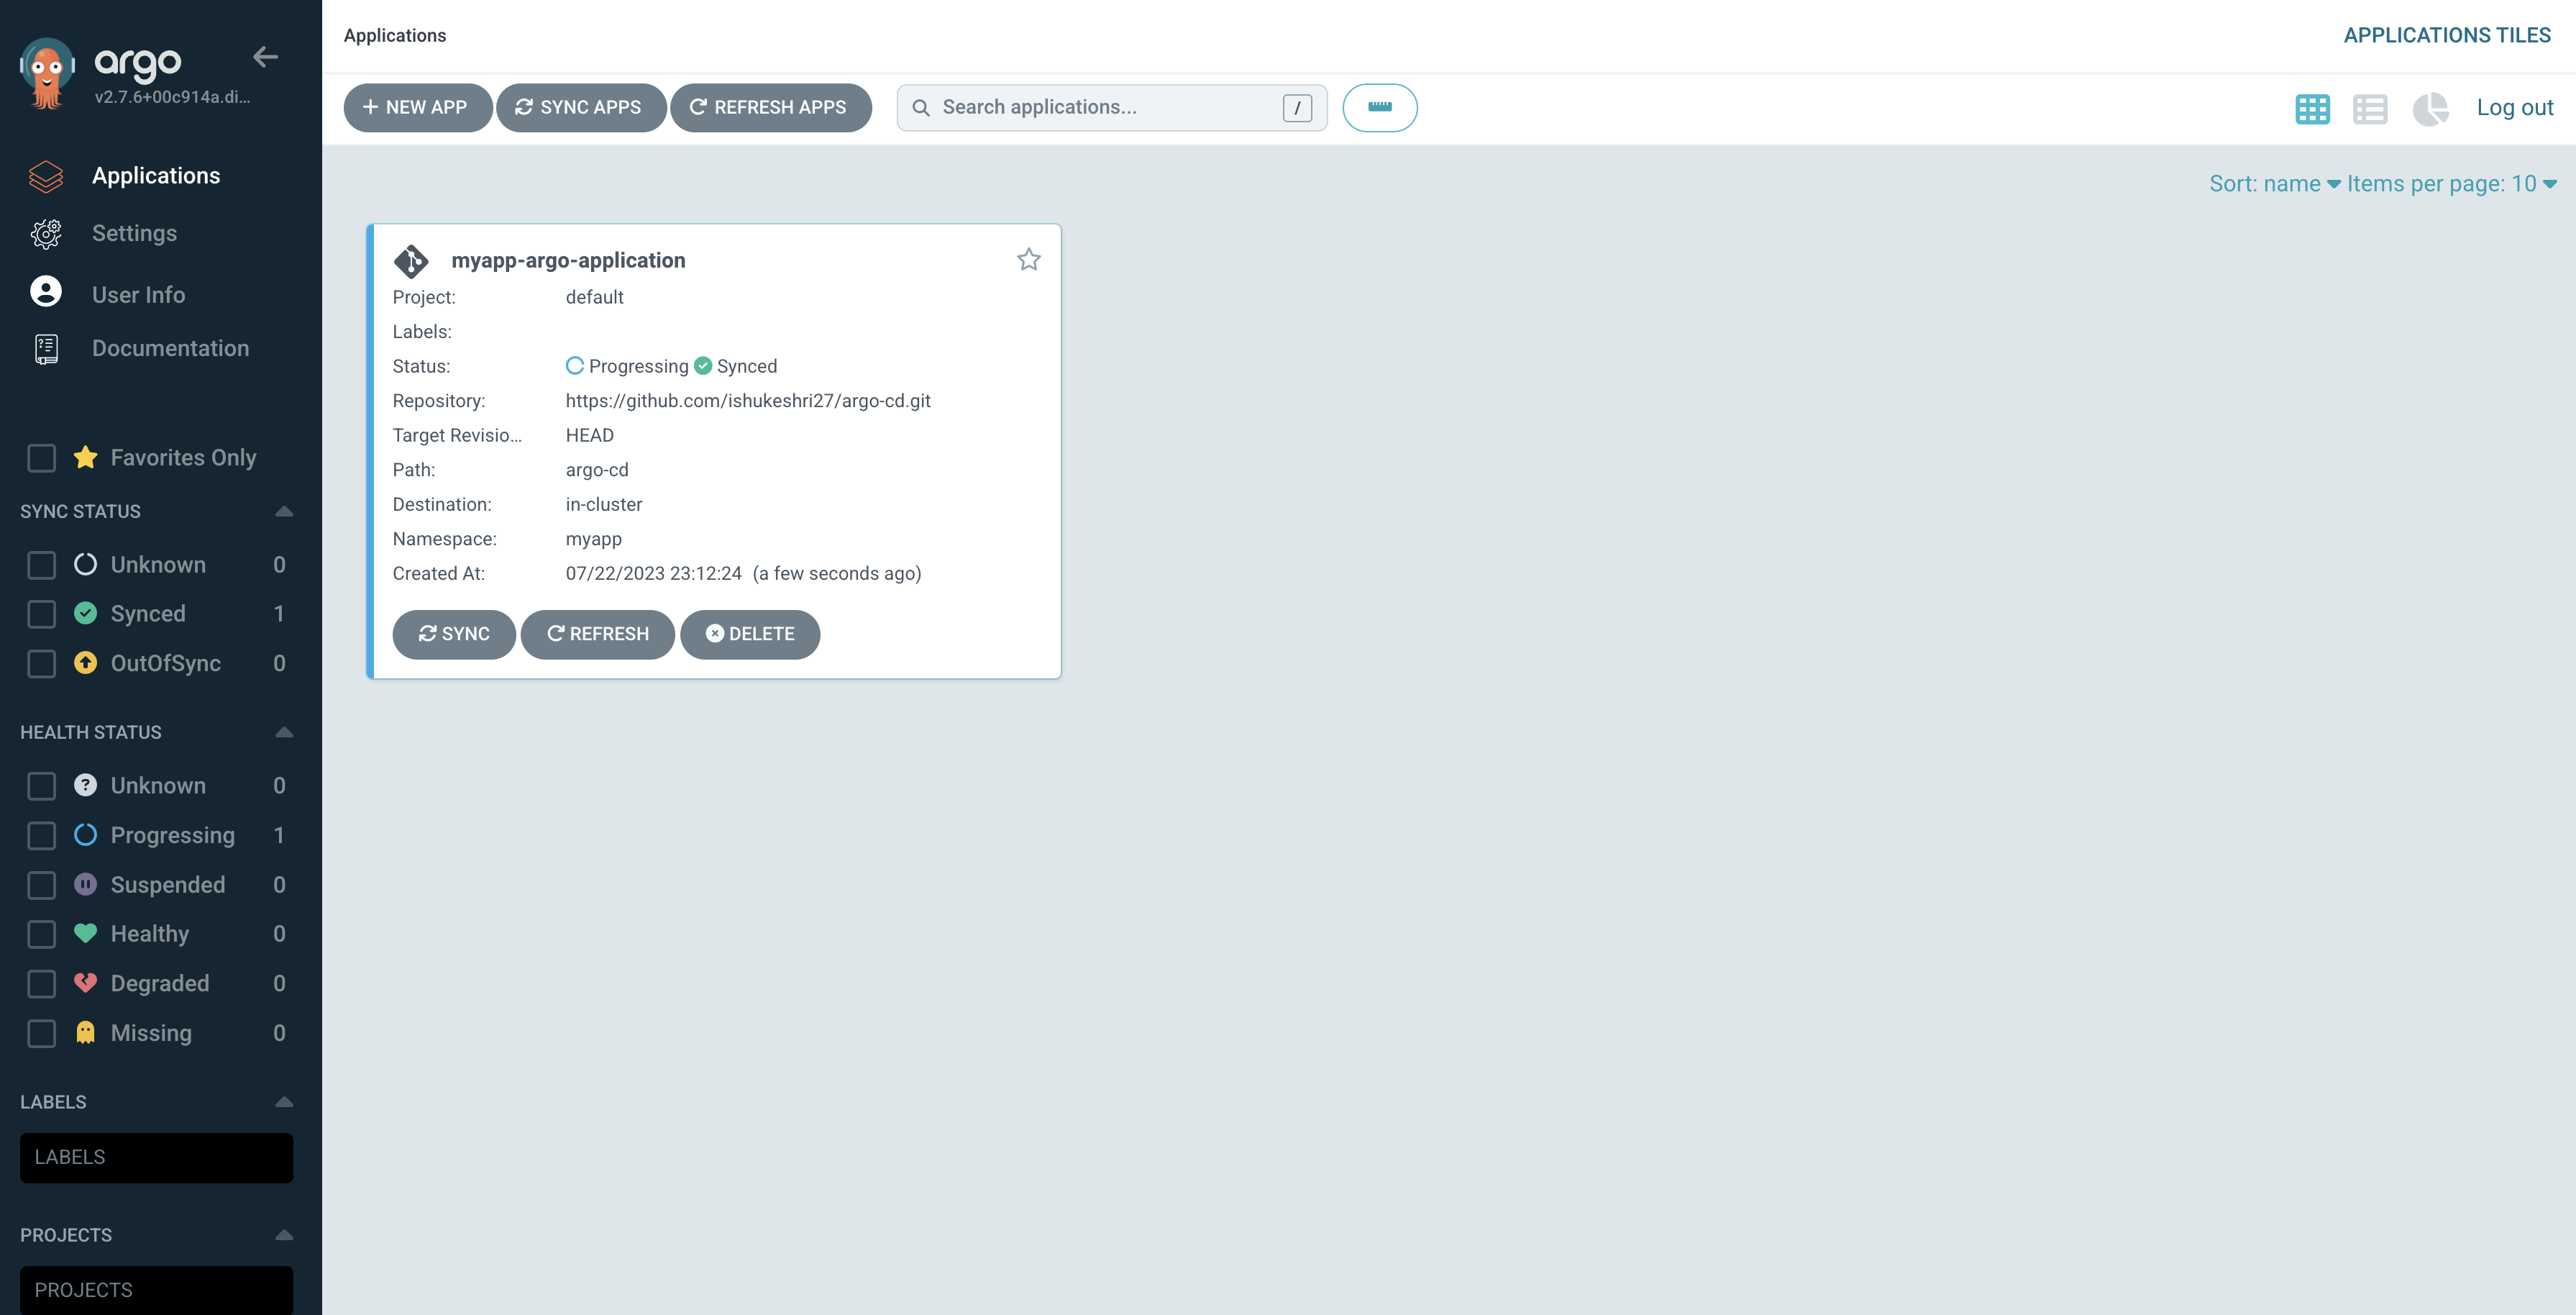 argo
v2.7.6+00c914a.di...
Applications
Settings
User Info
Documentation
Favorites Only
SYNC STATUS
Unknown 0
Synced 1
OutOfSync 0
HEALTH STATUS
Unknown 0
Progressing 1
Suspended 0
Healthy 0
Degraded 0
Missing 0
LABELS
LABELS
PROJECTS
PROJECTS
Applications
APPLICATIONS TILES
+ NEW APP
SYNC APPS
REFRESH APPS
Search applications... /
Log out
Sort: name Items per page: 10
myapp-argo-application
Project: default
Labels:
Status: Progressing Synced
Repository: https://github.com/ishukeshri27/argo-cd.git
Target Revisio... HEAD
Path: argo-cd
Destination: in-cluster
Namespace: myapp
Created At: 07/22/2023 23:12:24 (a few seconds ago)
SYNC REFRESH DELETE